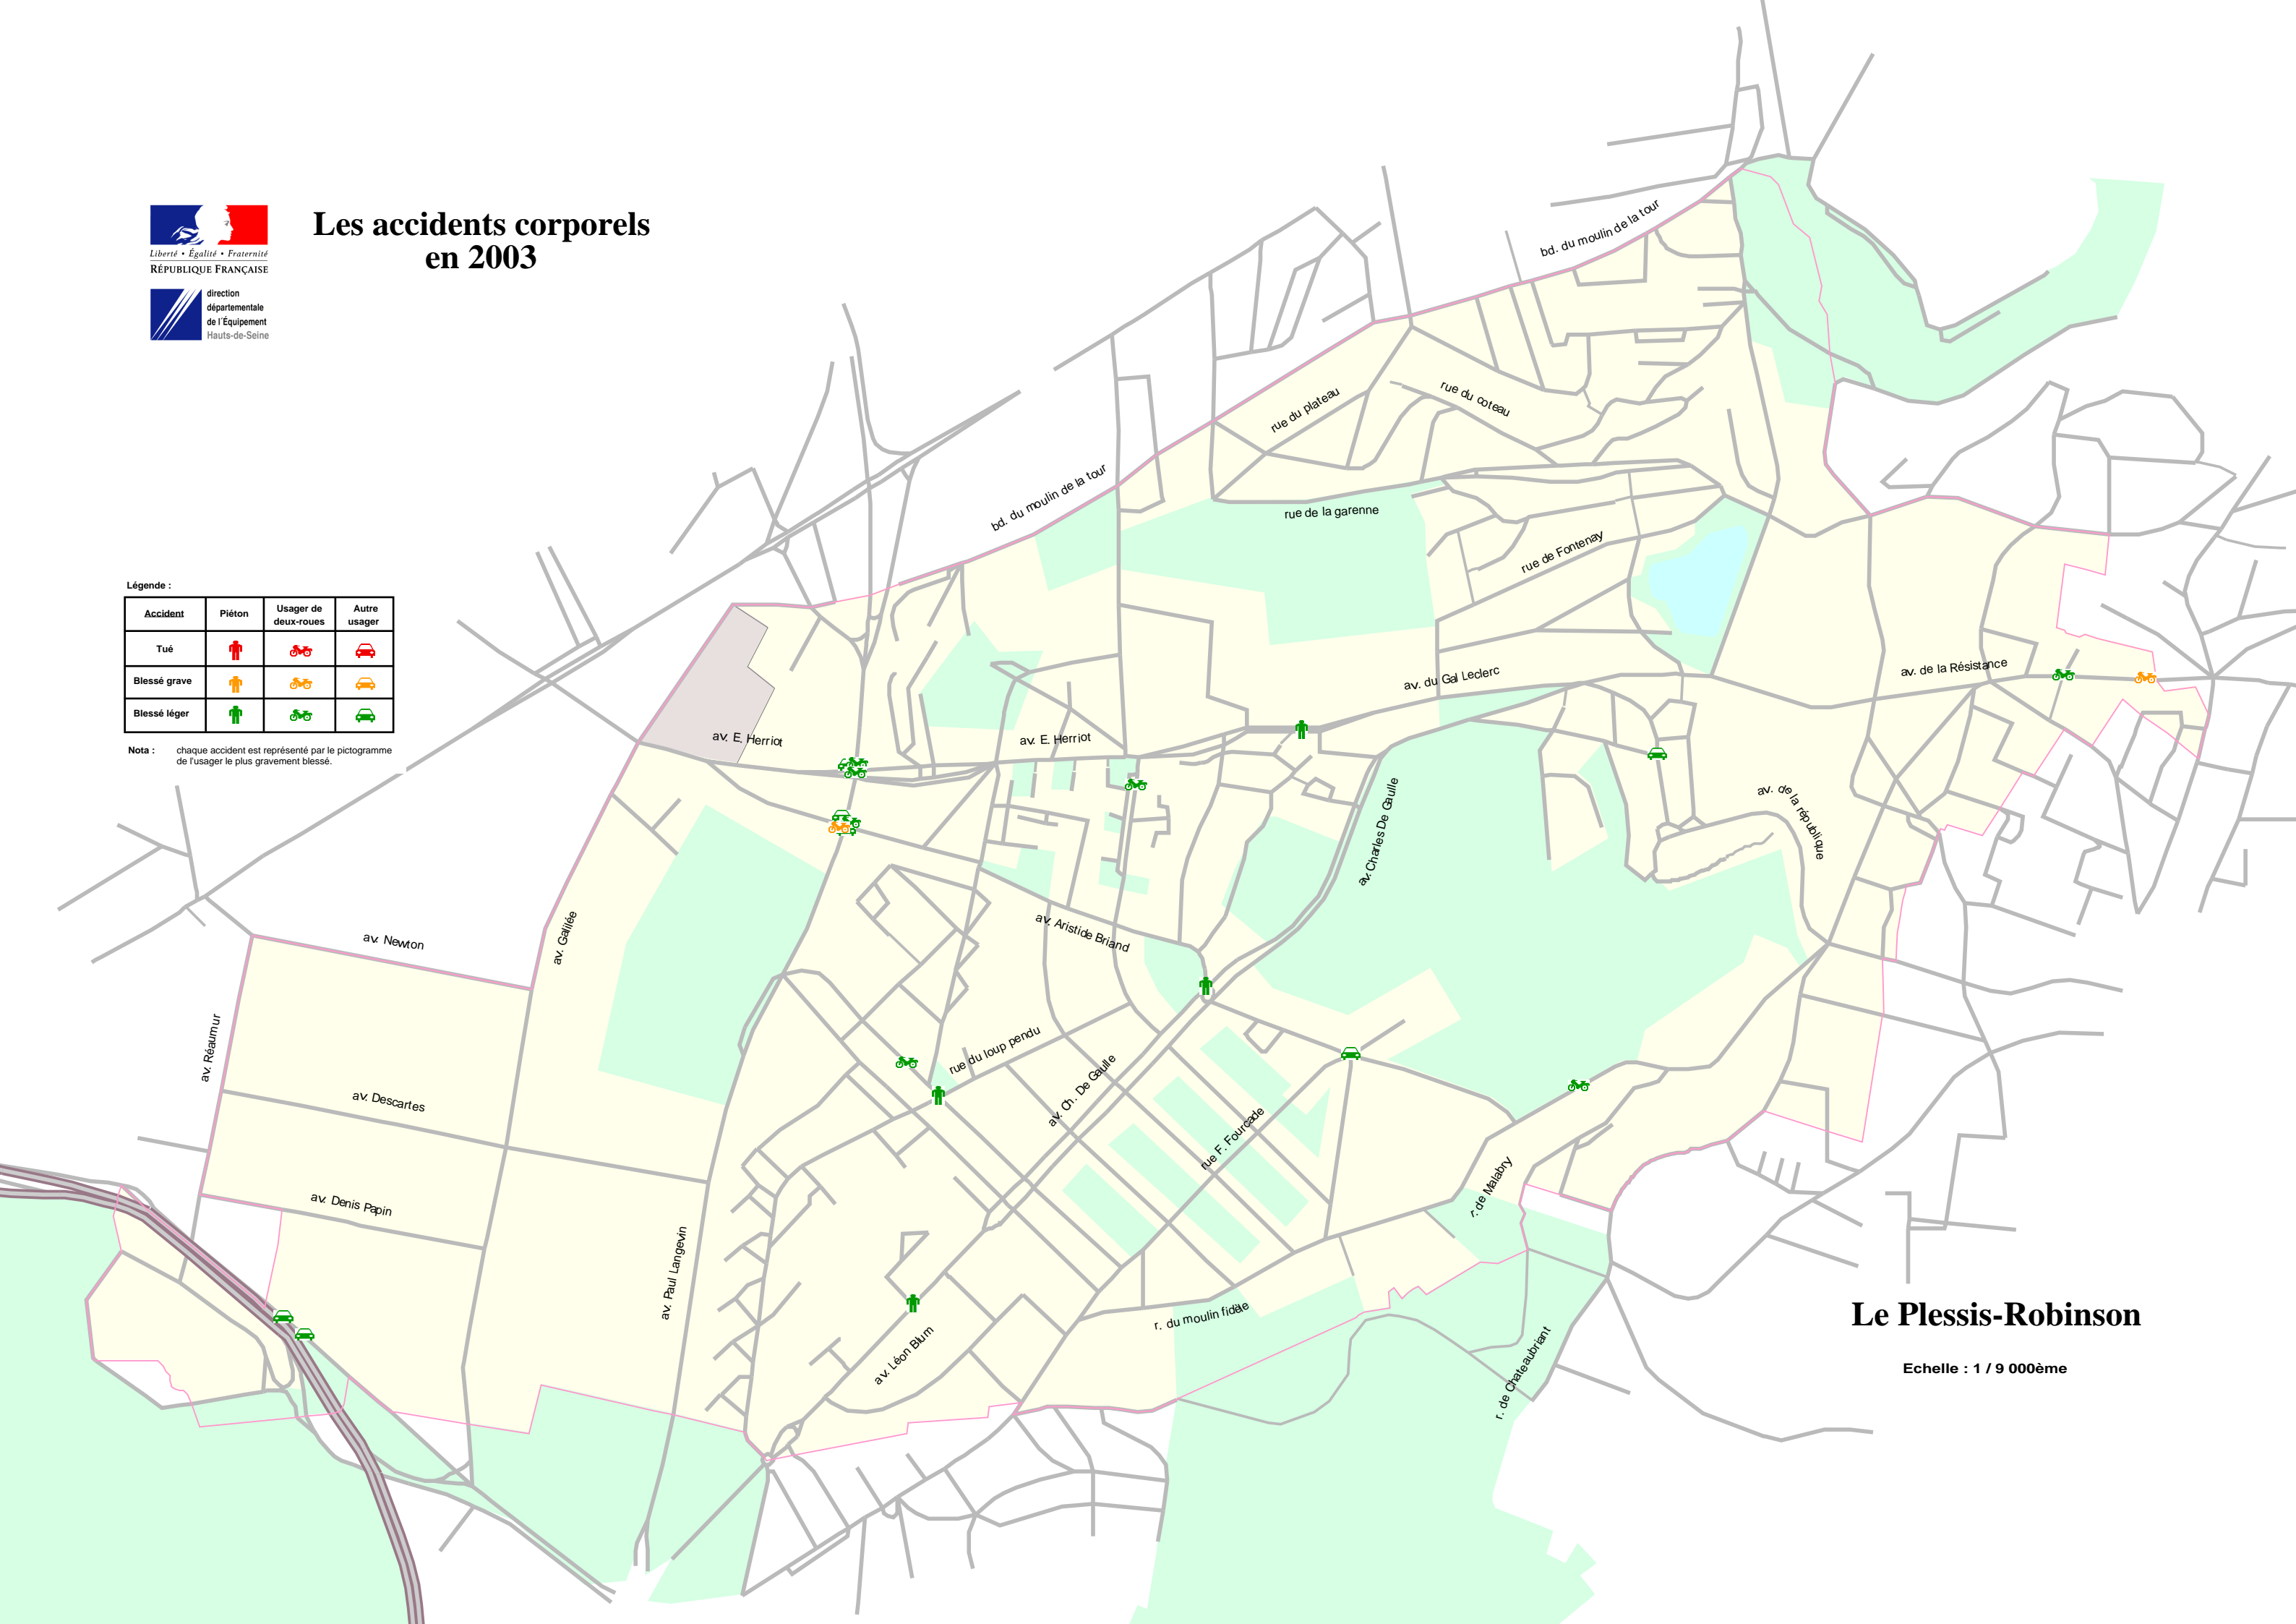 Les accidents corporels
en 2003
Liberté • Égalité • Fraternité
RÉPUBLIQUE FRANÇAISE
direction
départementale
de l'Équipement
Hauts-de-Seine
Légende :
Accident
Piéton
Usager de
deux-roues
Autre
usager
Tué
Blessé grave
Blessé léger
Nota : chaque accident est représenté par le pictogramme
de l'usager le plus gravement blessé.
bd. du moulin de la tour
rue du plateau
rue du coteau
bd. du moulin de la tour
rue de la garenne
rue de Fontenay
av. de la Résistance
av. du Gal Leclerc
av. E. Herriot
av. E. Herriot
av. Charles De Gaulle
av. de la république
av. Newton
av. Galilée
av. Aristide Briand
av. Réaumur
rue du loup pendu
av. Descartes
av. Ch. De Gaulle
rue F. Fourcade
av. Denis Papin
r. de Malabry
av. Paul Langevin
r. du moulin fidèle
av. Léon Blum
r. de Chateaubriant
Le Plessis-Robinson
Echelle : 1 / 9 000ème